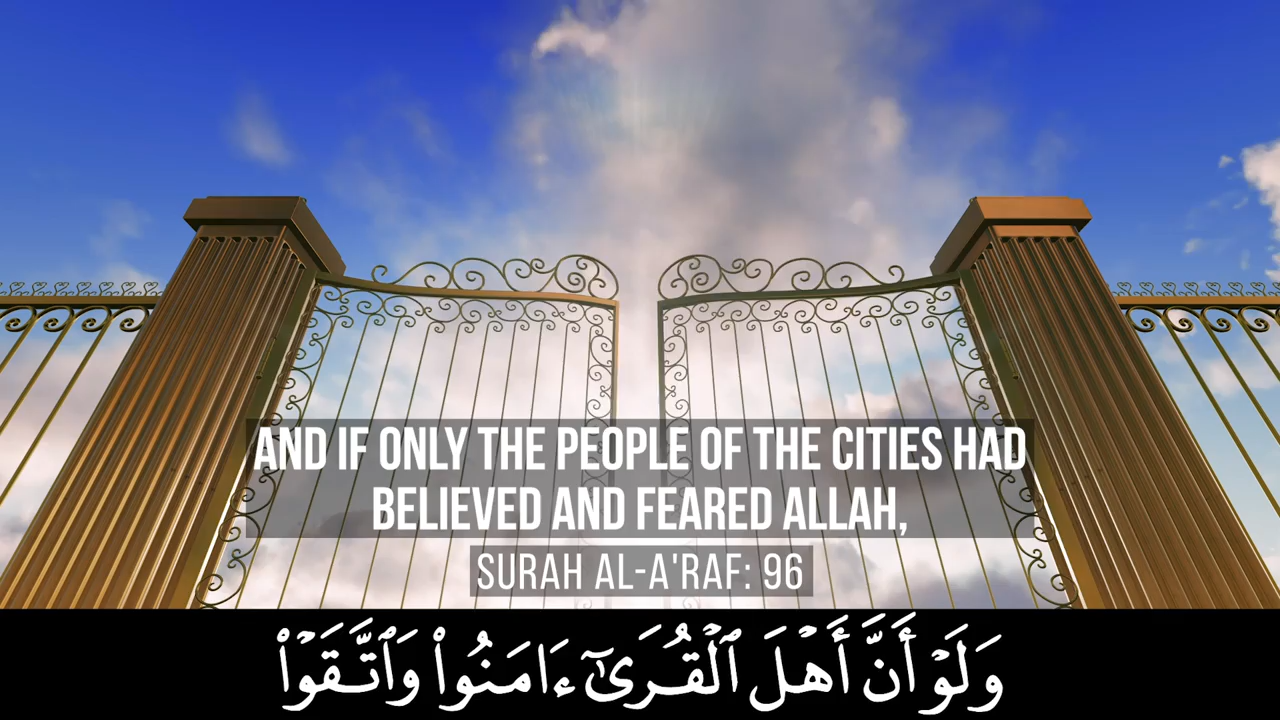 AND IF ONLY THE PEOPLE OF THE CITIES HAD
BELIEVED AND FEARED ALLAH,
SURAH AL-A'RAF: 96
وَلَوْ أَنَّ أَهْلَ ٱلْقُرَىٰٓ ءَامَنُوا۟ وَٱتَّقَوْا۟